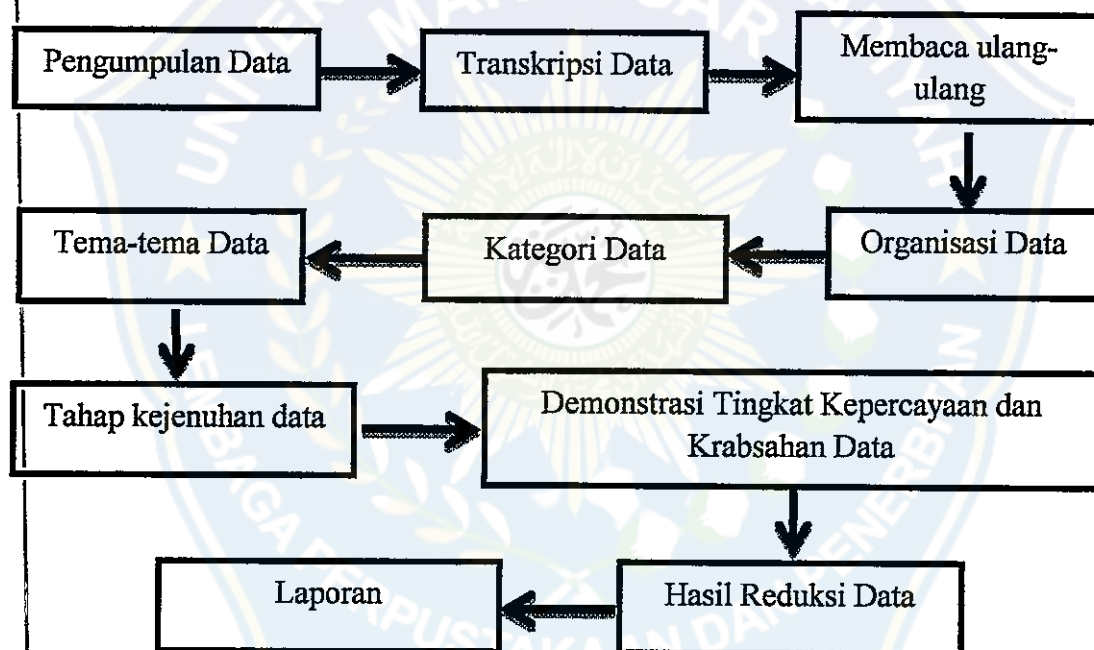 Pengumpulan Data
Transkripsi Data
Membaca ulang-
ulang
Organisasi Data
Kategori Data
Tema-tema Data
Tahap kejenuhan data
Demonstrasi Tingkat Kepercayaan dan
Krabsahan Data
Hasil Reduksi Data
Laporan